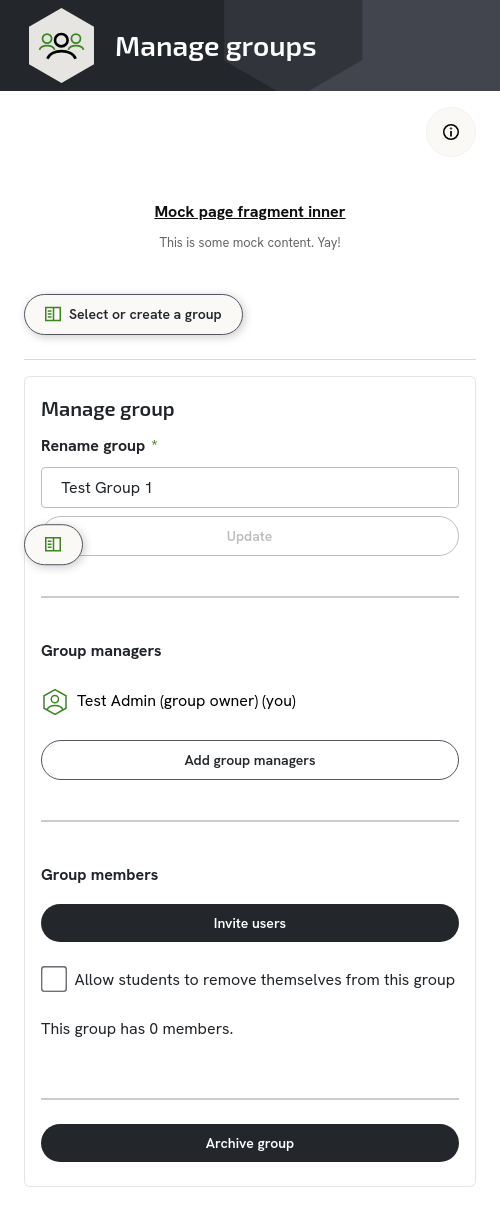 Manage groups
Mock page fragment inner
This is some mock content. Yay!
Select or create a group
Manage group
Rename group *
Test Group 1
Update
Group managers
Test Admin (group owner) (you)
Add group managers
Group members
Invite users
Allow students to remove themselves from this group
This group has 0 members.
Archive group